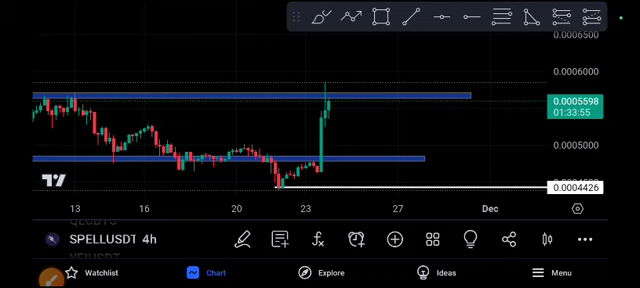 0.0006500
0.0006000
0.0005598
01:33:55
0.0005000
0.0004426
13 16 20 23 27 Dec
SPELLUSDT 4h
Watchlist Chart Explore Ideas Menu